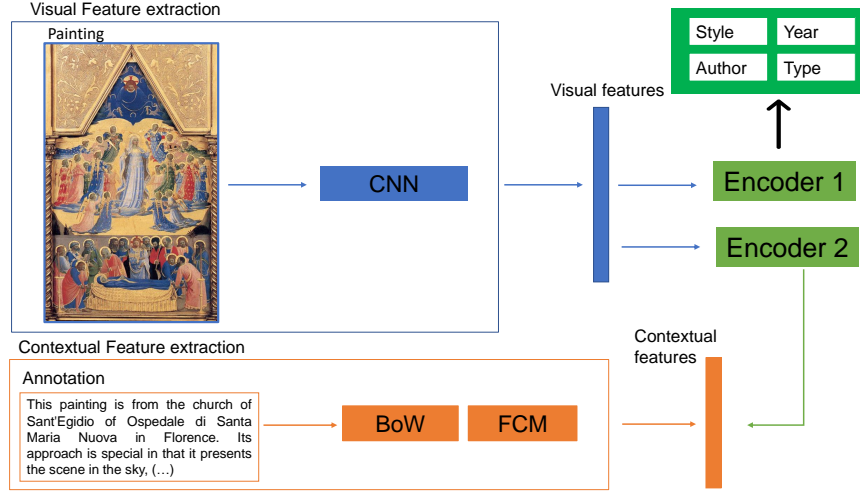 Visual Feature extraction
Painting
CNN
Visual features
Style
Year
Author
Type
Encoder 1
Encoder 2
Contextual Feature extraction
Annotation
This painting is from the church of
Sant'Egidio of Ospedale di Santa
Maria Nuova in Florence. Its
approach is special in that it presents
the scene in the sky, (…)
BoW
FCM
Contextual
features